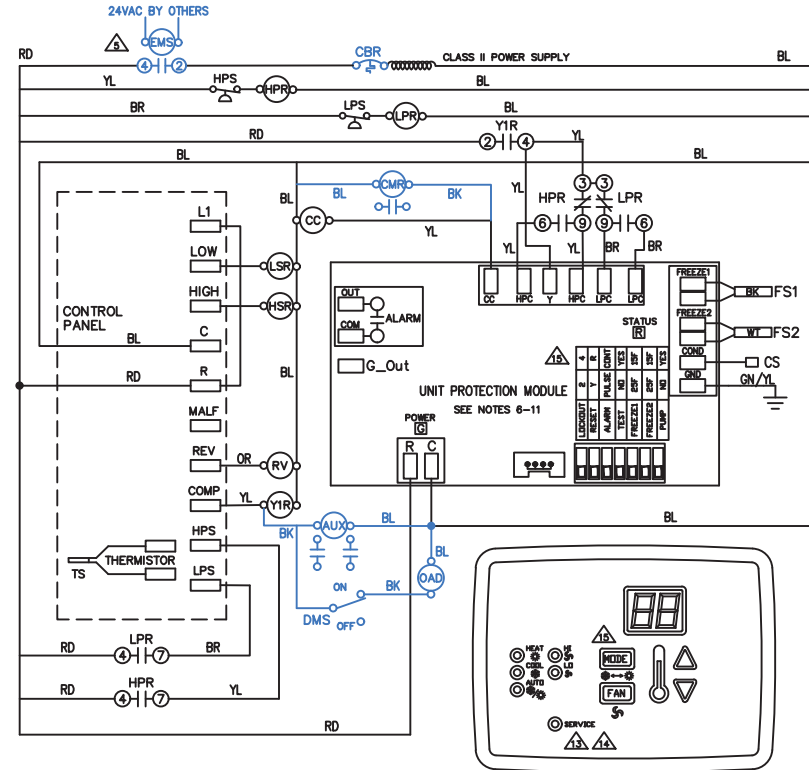 24VAC BY OTHERS
5
EMS
RD
4
2
CBR
CLASS II POWER SUPPLY
BL
YL
HPS
HPR
BL
BR
LPS
LPR
BL
RD
2
Y1R
4
YL
BL
BL
BL
BL
CMR
BK
YL
HPR
3
3
LPR
6
9
9
6
CC
YL
YL
YL
BR
BR
L1
LOW
LSR
HIGH
HSR
CONTROL
PANEL
BL
C
BL
RD
R
MALF
REV
OR
RV
COMP
YL
Y1R
HPS
THERMISTOR
TS
LPS
OUT
COM
ALARM
G_Out
CC
HPC
Y
HPC
LPC
LPC
FREEZE1
BK
FS1
FREEZE2
WT
FS2
COND
CS
GND
GN/YL
STATUS
R
15
UNIT PROTECTION MODULE
SEE NOTES 6-11
LOCKOUT 2 4
RESET Y R
ALARM PULSE CONT
TEST NO YES
FREEZE1 25F 15F
FREEZE2 25F 15F
PUMP NO YES
POWER
G
R
C
BK
AUX
BL
BL
BL
OAD
ON
BK
DMS
OFF
RD
LPR
4
7
BR
RD
HPR
4
7
YL
RD
HEAT
HI
COOL
LO
AUTO
15
MODE
FAN
SERVICE
13
14